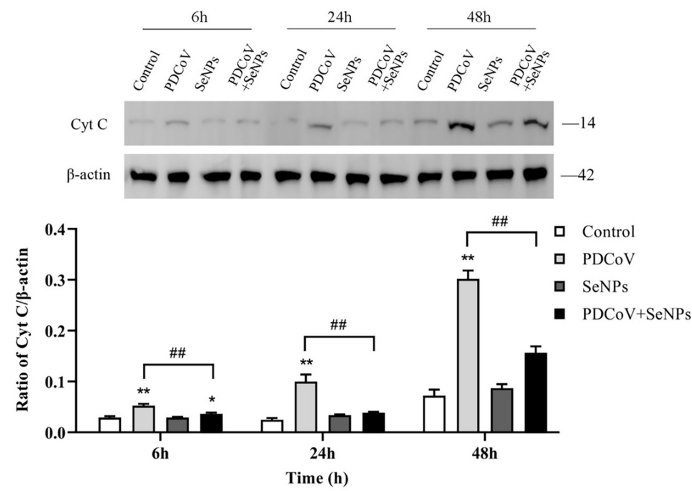 6h 24h 48h
Control PDCoV SeNPs PDCoV +SeNPs Control PDCoV SeNPs PDCoV +SeNPs Control PDCoV SeNPs PDCoV +SeNPs
Cyt C —14
β-actin —42
Ratio of Cyt C/β-actin
0.4
0.3
0.2
0.1
0.0
## ## ##
** * ** **
6h 24h 48h
Time (h)
Control
PDCoV
SeNPs
PDCoV+SeNPs